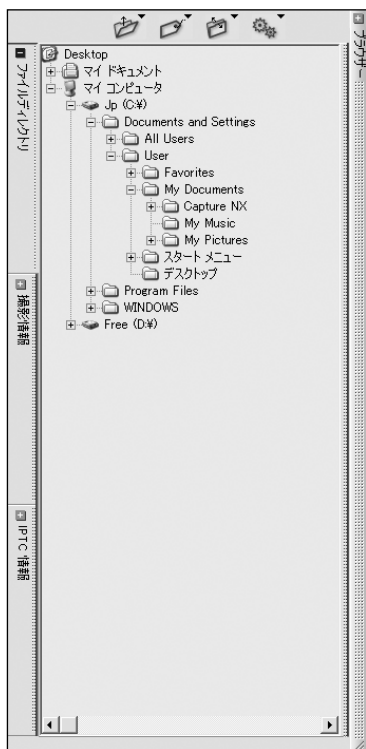 ブラウザー
ファイルディレクトリ
Desktop
マイ ドキュメント
マイ コンピュータ
Jp (C:¥)
Documents and Settings
All Users
User
Favorites
My Documents
Capture NX
My Music
My Pictures
スタート メニュー
デスクトップ
Program Files
WINDOWS
Free (D:¥)
撮影情報
IPTC 情報